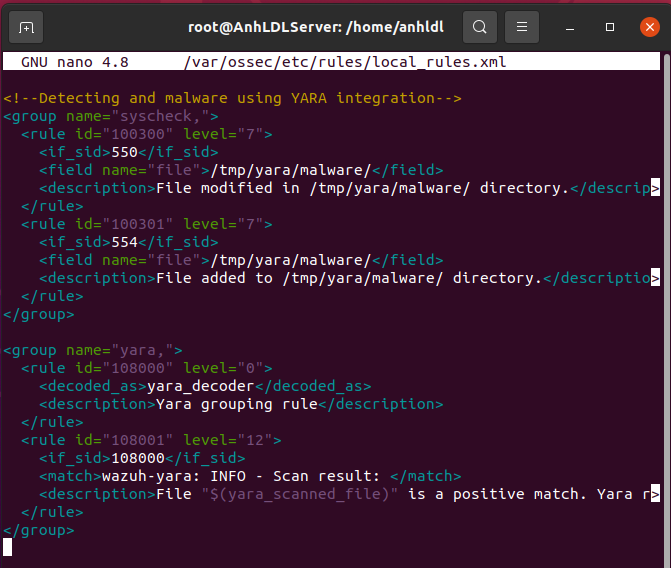 root@AnhLDLServer: /home/anhldl
GNU nano 4.8 /var/ossec/etc/rules/local_rules.xml
<!--Detecting and malware using YARA integration-->
<group name="syscheck,">
<rule id="100300" level="7">
<if_sid>550</if_sid>
<field name="file">/tmp/yara/malware/</field>
<description>File modified in /tmp/yara/malware/ directory.</descrip>
</rule>
<rule id="100301" level="7">
<if_sid>554</if_sid>
<field name="file">/tmp/yara/malware/</field>
<description>File added to /tmp/yara/malware/ directory.</descriptio>
</rule>
</group>
<group name="yara,">
<rule id="108000" level="0">
<decoded_as>yara_decoder</decoded_as>
<description>Yara grouping rule</description>
</rule>
<rule id="108001" level="12">
<if_sid>108000</if_sid>
<match>wazuh-yara: INFO - Scan result: </match>
<description>File "$(yara_scanned_file)" is a positive match. Yara r>
</rule>
</group>